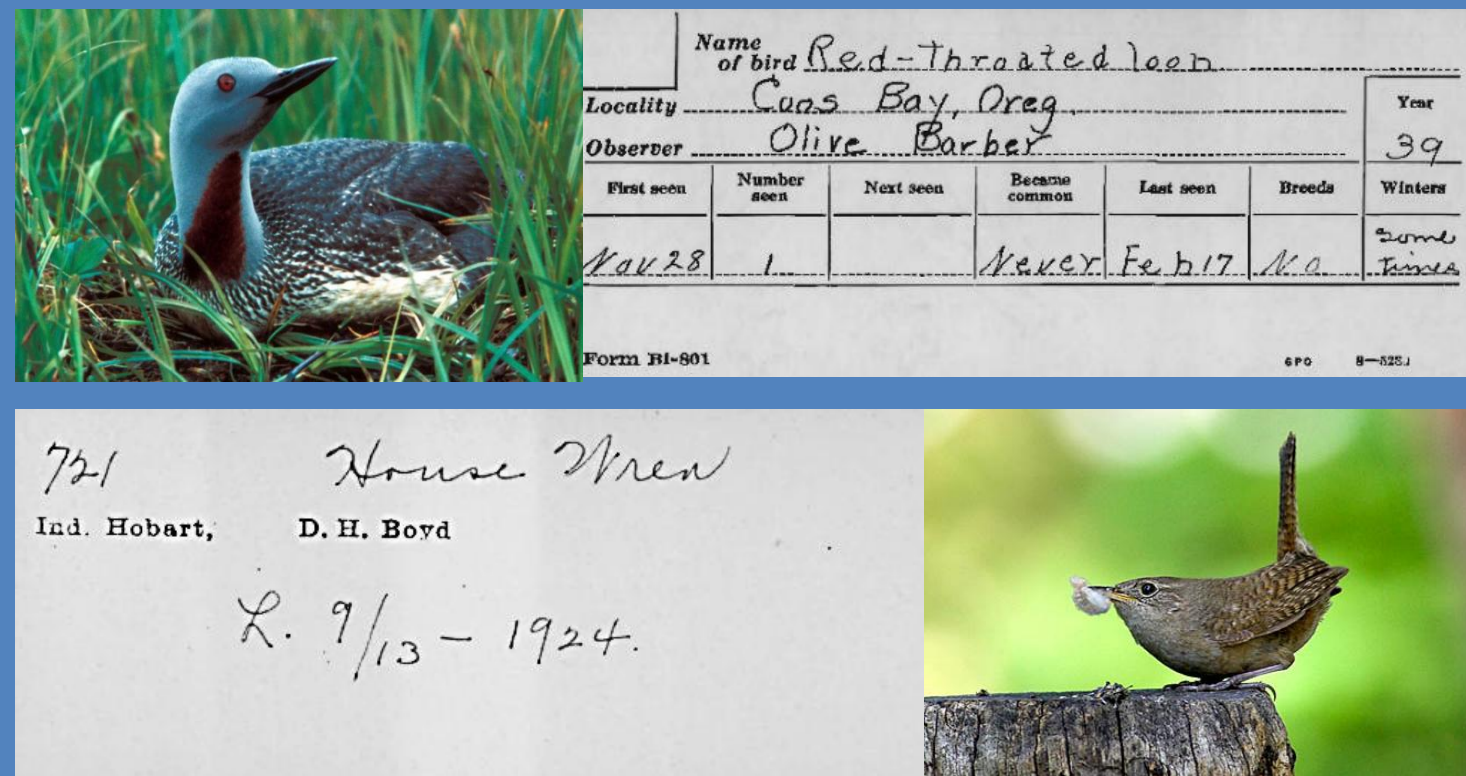 Name
of bird Red-Throated loon
Locality Coos Bay, Oreg.
Year
Observer Olive Barber
39
First seen Number seen Next seen Became common Last seen Breeds Winters
Nov 28 1 Never Feb 17 No some times
Form BI-801 GPO
721 House Wren
Ind. Hobart, D. H. Boyd
L. 9/13 - 1924.